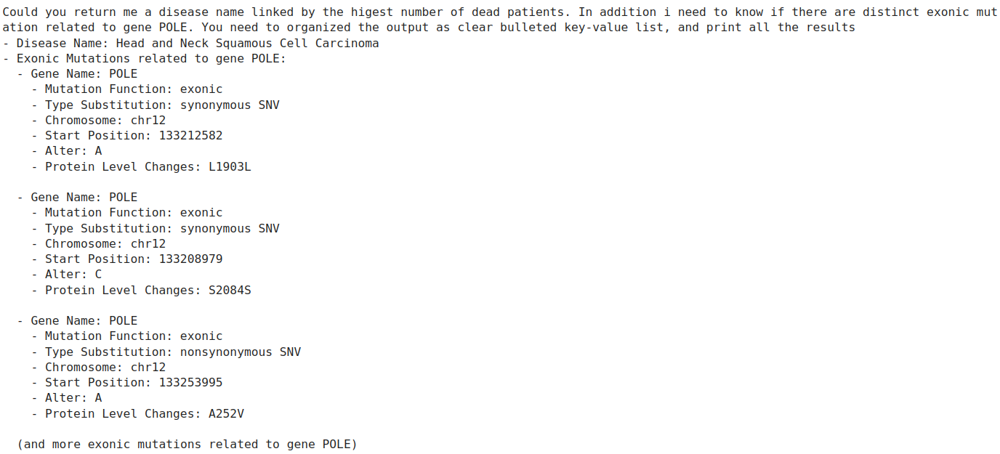 Could you return me a disease name linked by the higest number of dead patients. In addition i need to know if there are distinct exonic mut
ation related to gene POLE. You need to organized the output as clear bulleted key-value list, and print all the results
- Disease Name: Head and Neck Squamous Cell Carcinoma
- Exonic Mutations related to gene POLE:
  - Gene Name: POLE
    - Mutation Function: exonic
    - Type Substitution: synonymous SNV
    - Chromosome: chr12
    - Start Position: 133212582
    - Alter: A
    - Protein Level Changes: L1903L
  - Gene Name: POLE
    - Mutation Function: exonic
    - Type Substitution: synonymous SNV
    - Chromosome: chr12
    - Start Position: 133208979
    - Alter: C
    - Protein Level Changes: S2084S
  - Gene Name: POLE
    - Mutation Function: exonic
    - Type Substitution: nonsynonymous SNV
    - Chromosome: chr12
    - Start Position: 133253995
    - Alter: A
    - Protein Level Changes: A252V
  (and more exonic mutations related to gene POLE)